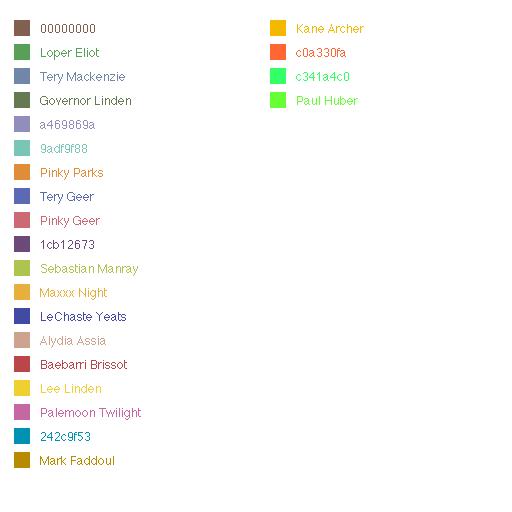 00000000
Loper Eliot
Tery Mackenzie
Governor Linden
a469869a
9adf9f88
Pinky Parks
Tery Geer
Pinky Geer
1cb12673
Sebastian Manray
Maxxx Night
LeChaste Yeats
Alydia Assia
Baebarri Brissot
Lee Linden
Palemoon Twilight
242c9f53
Mark Faddoul
Kane Archer
c0a330fa
c341a4c0
Paul Huber